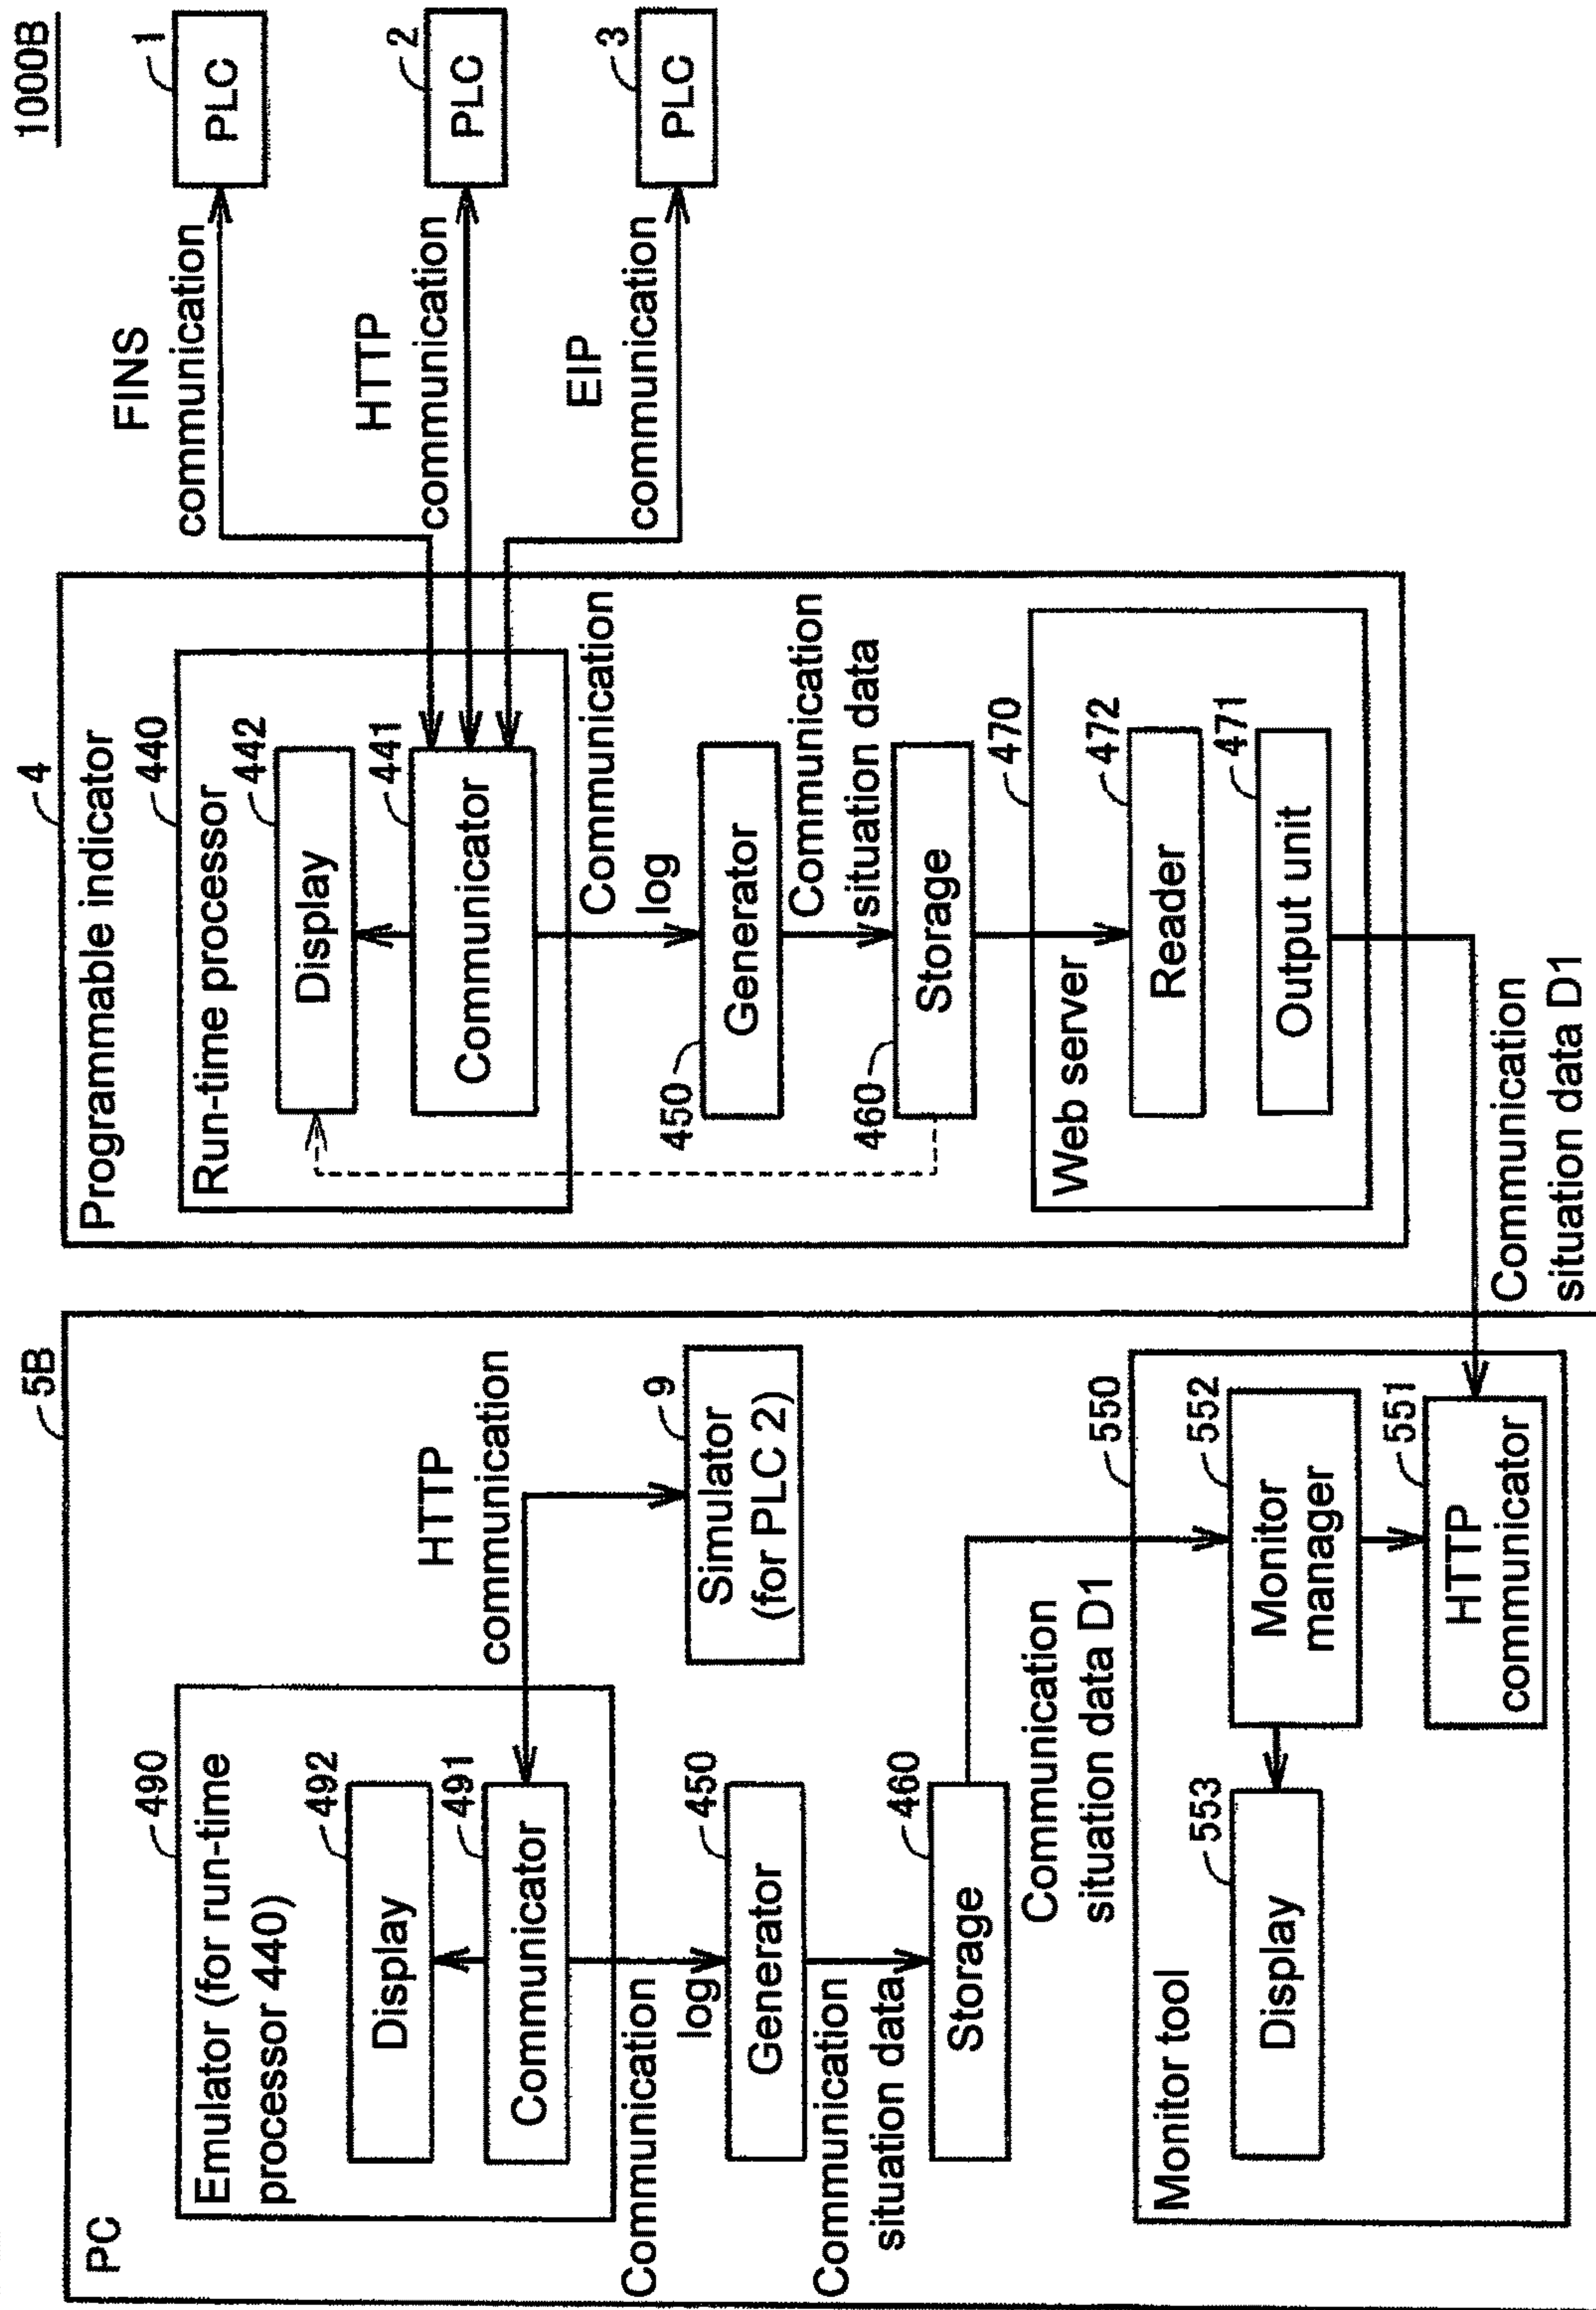 1000B
5B
PC
490
Emulator (for run-time
processor 440)
492
Display
491
Communicator
HTTP
communication
9
Simulator
(for PLC 2)
Communication
log
450
Generator
Communication
situation data
460
Storage
Communication
situation data D1
550
Monitor tool
552
Monitor
manager
553
Display
551
HTTP
communicator
4
Programmable indicator
440
Run-time processor
442
Display
441
Communicator
Communication
log
450
Generator
Communication
situation data
460
Storage
470
Web server
472
Reader
471
Output unit
Communication
situation data D1
FINS
communication
1
PLC
HTTP
communication
2
PLC
EIP
communication
3
PLC